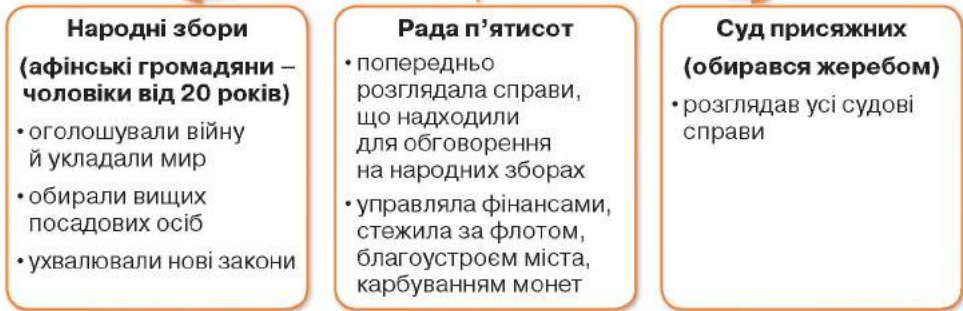 Народні збори
(афінські громадяни –
чоловіки від 20 років)
• оголошували війну
й укладали мир
• обирали вищих
посадових осіб
• ухвалювали нові закони
Рада п’ятисот
• попередньо
розглядала справи,
що надходили
для обговорення
на народних зборах
• управляла фінансами,
стежила за флотом,
благоустроєм міста,
карбуванням монет
Суд присяжних
(обирався жеребом)
• розглядав усі судові
справи